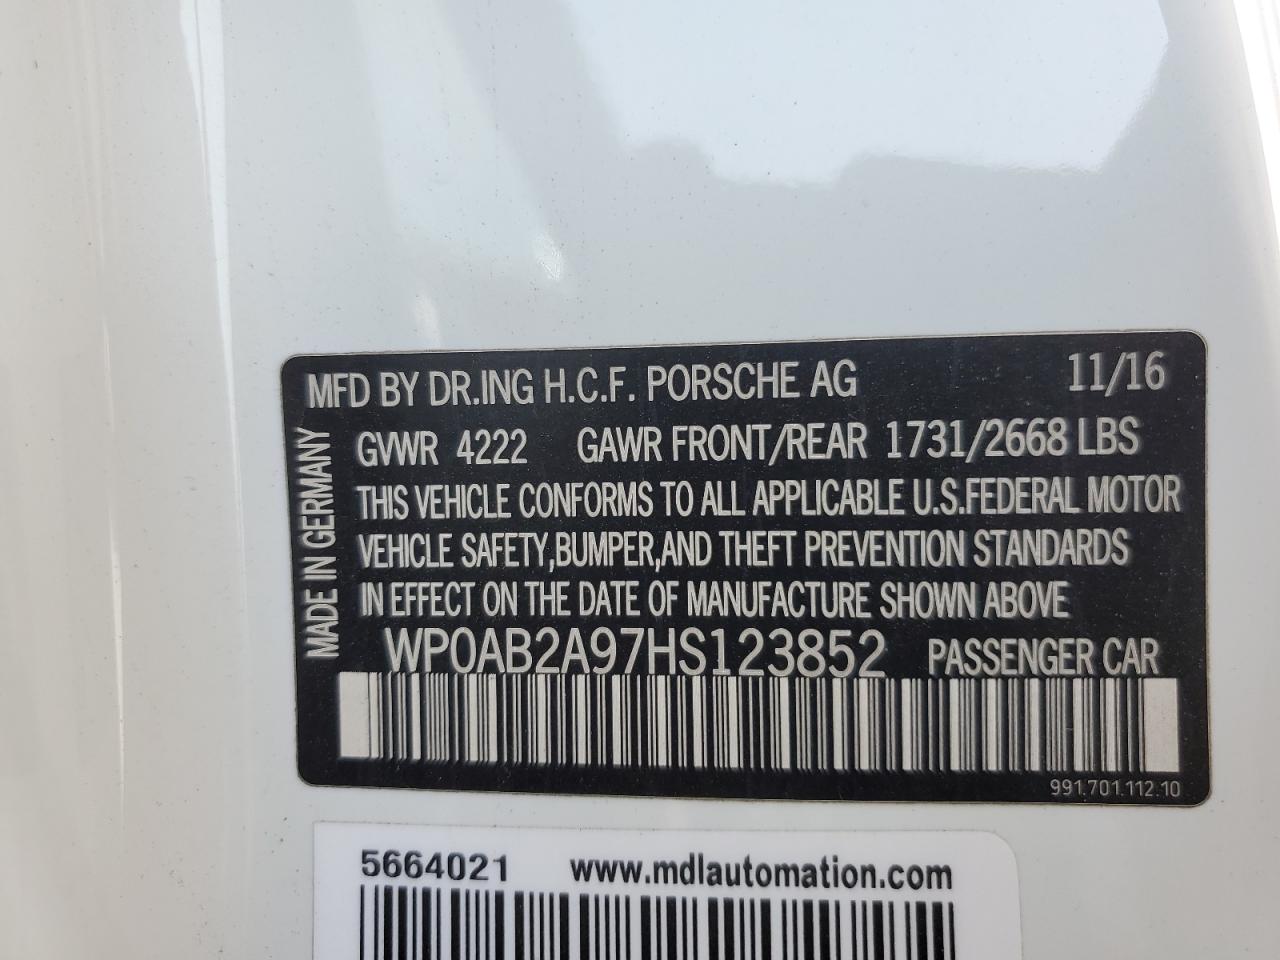 MFD BY DR.ING H.C.F. PORSCHE AG 11/16
GVWR 4222 GAWR FRONT/REAR 1731/2668 LBS
THIS VEHICLE CONFORMS TO ALL APPLICABLE U.S.FEDERAL MOTOR
VEHICLE SAFETY,BUMPER,AND THEFT PREVENTION STANDARDS
IN EFFECT ON THE DATE OF MANUFACTURE SHOWN ABOVE
MADE IN GERMANY
WP0AB2A97HS123852 PASSENGER CAR
991.701.112.10
5664021 www.mdlautomation.com